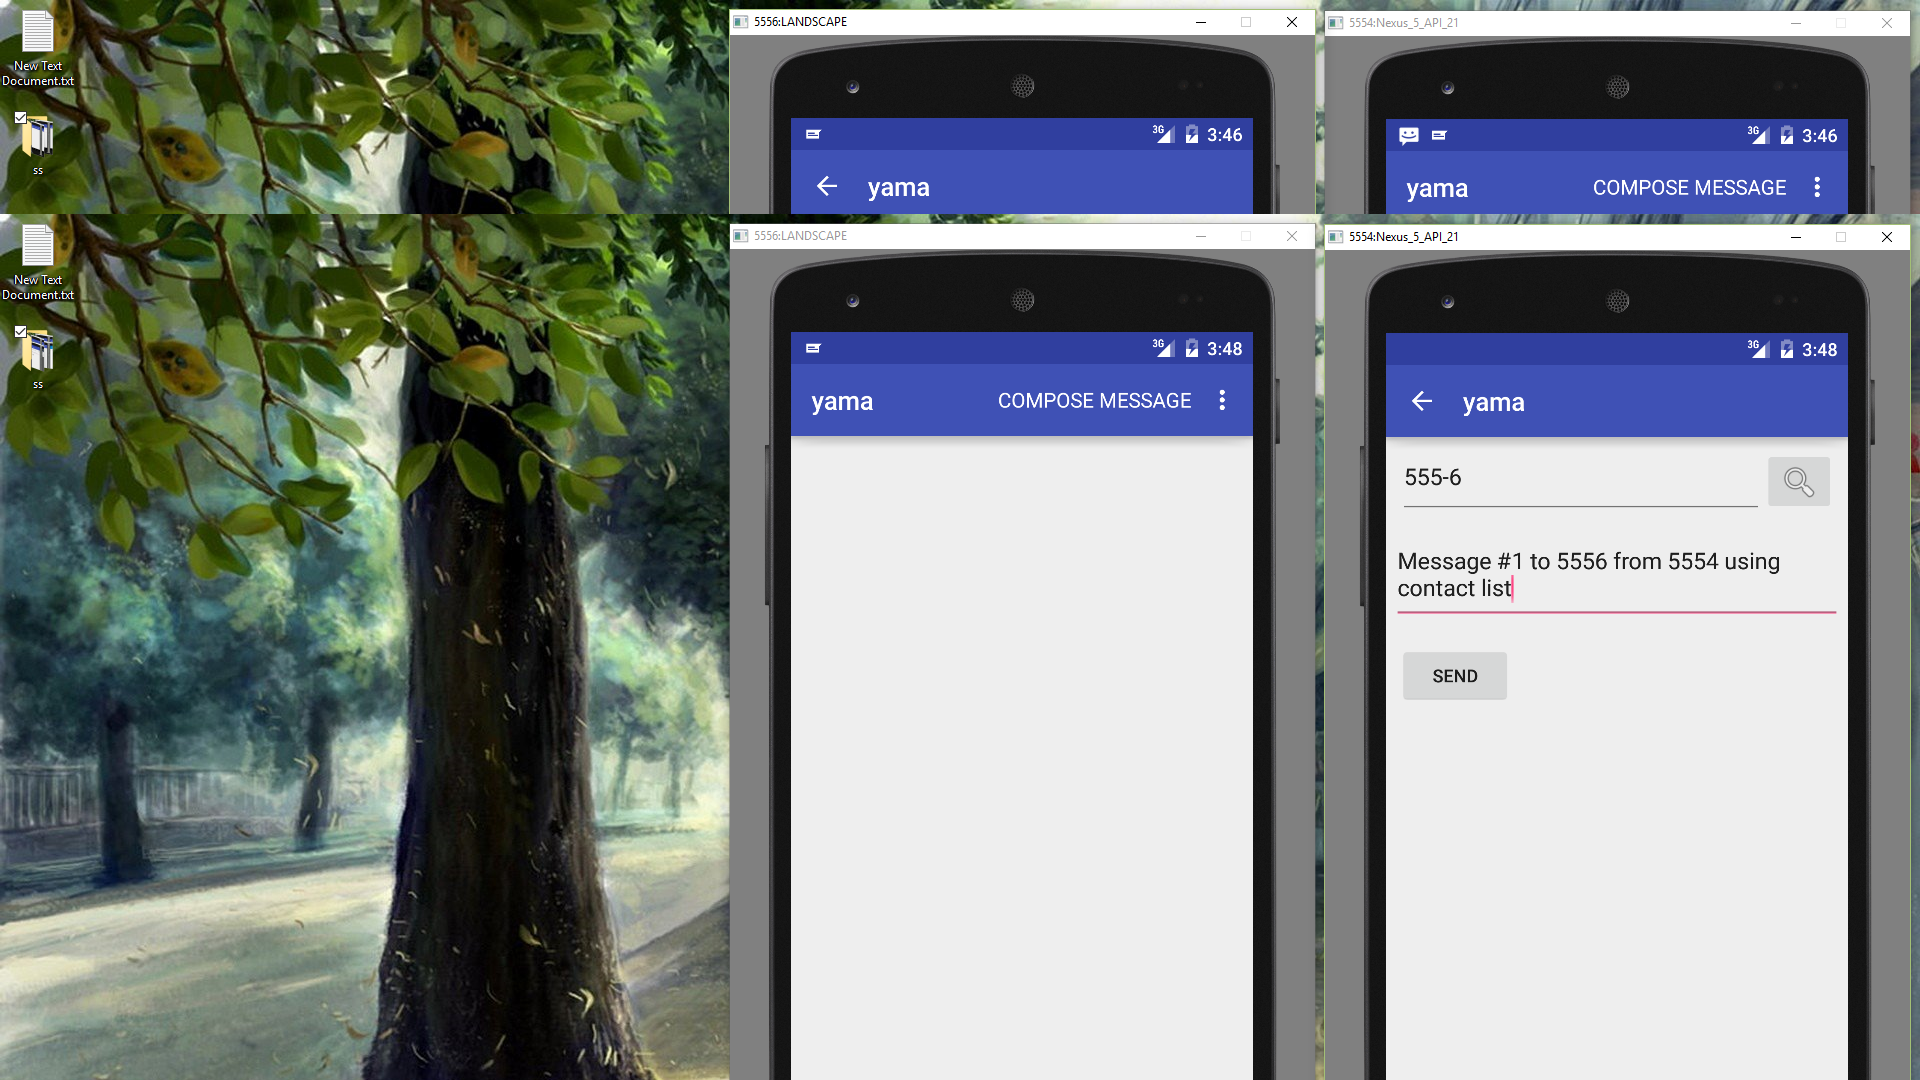 New Text
Document.txt
ss
5556:LANDSCAPE
3G
3:46
yama
5554:Nexus_5_API_21
3G
3:46
yama
COMPOSE MESSAGE
New Text
Document.txt
ss
5556:LANDSCAPE
3G
3:48
yama
COMPOSE MESSAGE
5554:Nexus_5_API_21
3G
3:48
yama
555-6
Message #1 to 5556 from 5554 using
contact list
SEND